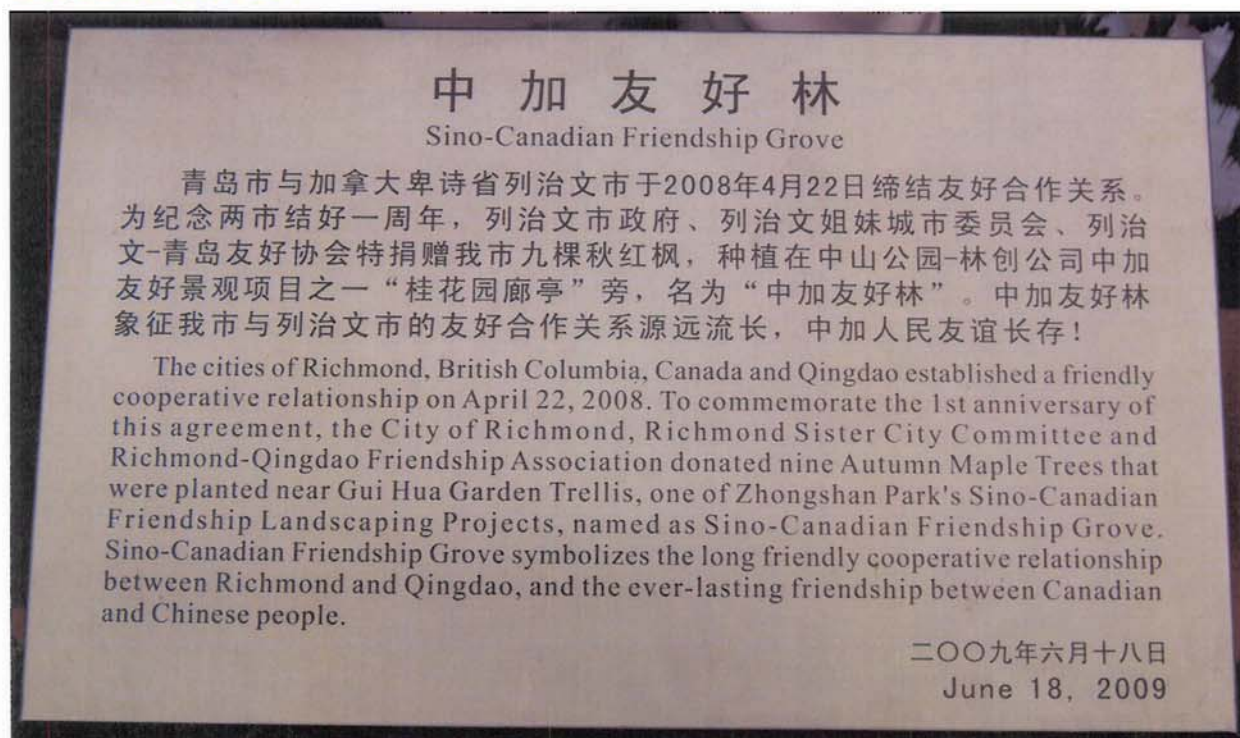 中加友好林
Sino-Canadian Friendship Grove
青岛市与加拿大卑诗省列治文市于2008年4月22日缔结友好合作关系。
为纪念两市结好一周年，列治文市政府、列治文姐妹城市委员会、列治
文-青岛友好协会特捐赠我市九棵秋红枫，种植在中山公园-林创公司中加
友好景观项目之一“桂花园廊亭”旁，名为“中加友好林”。中加友好林
象征我市与列治文市的友好合作关系源远流长，中加人民友谊长存！
The cities of Richmond, British Columbia, Canada and Qingdao established a friendly
cooperative relationship on April 22, 2008. To commemorate the 1st anniversary of
this agreement, the City of Richmond, Richmond Sister City Committee and
Richmond-Qingdao Friendship Association donated nine Autumn Maple Trees that
were planted near Gui Hua Garden Trellis, one of Zhongshan Park's Sino-Canadian
Friendship Landscaping Projects, named as Sino-Canadian Friendship Grove.
Sino-Canadian Friendship Grove symbolizes the long friendly cooperative relationship
between Richmond and Qingdao, and the ever-lasting friendship between Canadian
and Chinese people.
二〇〇九年六月十八日
June 18, 2009